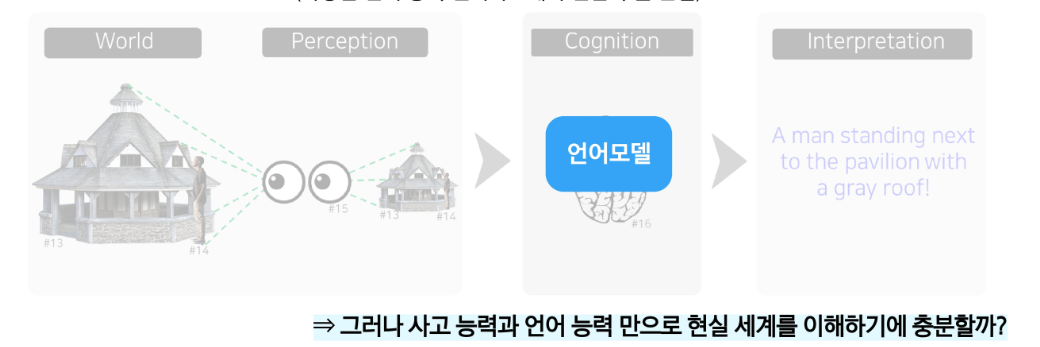 World
Perception
Cognition
Interpretation
언어모델
A man standing next
to the pavilion with
a gray roof!
#13
#14
#15
#13
#14
#16
⇒ 그러나 사고 능력과 언어 능력 만으로 현실 세계를 이해하기에 충분할까?